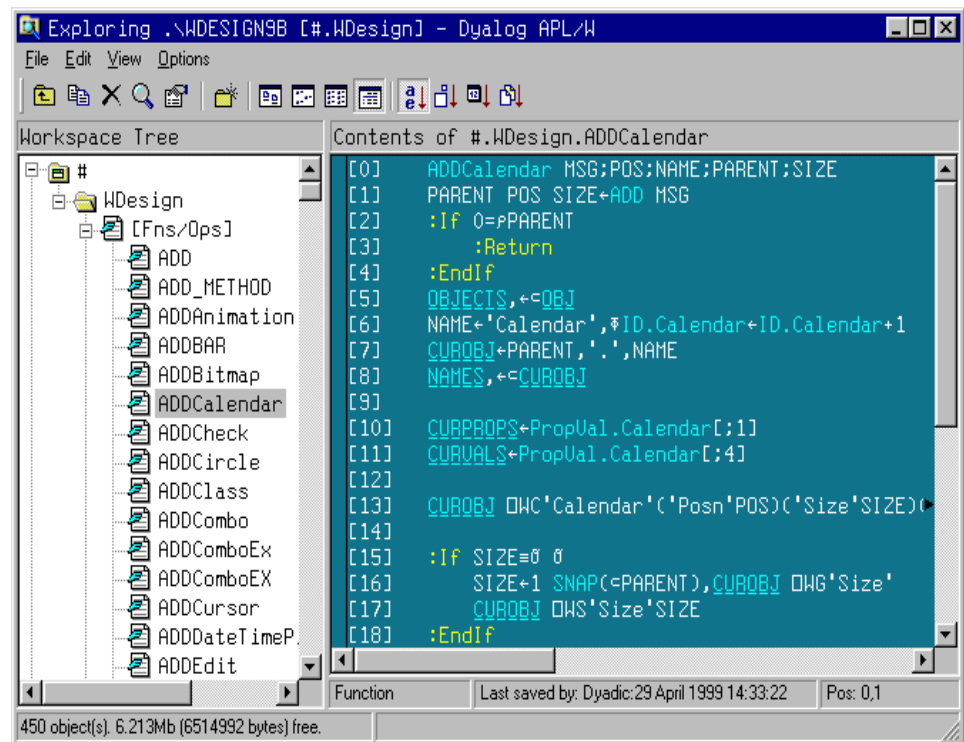 Exploring .\WDESIGN9B [#.WDesign] - Dyalog APL/W
File Edit View Options
Workspace Tree
Contents of #.WDesign.ADDCalendar
#
WDesign
[Fns/Ops]
ADD
ADD_METHOD
ADDAnimation
ADDBAR
ADDBitmap
ADDCalendar
ADDCheck
ADDCircle
ADDClass
ADDCombo
ADDComboEx
ADDComboEX
ADDCursor
ADDDateTimeP.
ADDEdit
[0] ADDCalendar MSG;POS;NAME;PARENT;SIZE
[1] PARENT POS SIZE←ADD MSG
[2] :If 0=⍴PARENT
[3] :Return
[4] :EndIf
[5] OBJECTS,←⊂OBJ
[6] NAME←'Calendar',⍕ID.Calendar←ID.Calendar+1
[7] CUROBJ←PARENT,'.',NAME
[8] NAMES,←⊂CUROBJ
[9]
[10] CURPROPS←PropVal.Calendar[;1]
[11] CURVALS←PropVal.Calendar[;4]
[12]
[13] CUROBJ ⎕WC'Calendar'('Posn'POS)('Size'SIZE)(
[14]
[15] :If SIZE≡⍬ ⍬
[16] SIZE←1 SNAP(⊂PARENT),CUROBJ ⎕WG'Size'
[17] CUROBJ ⎕WS'Size'SIZE
[18] :EndIf
Function
Last saved by: Dyadic:29 April 1999 14:33:22
Pos: 0,1
450 object(s). 6.213Mb (6514992 bytes) free.